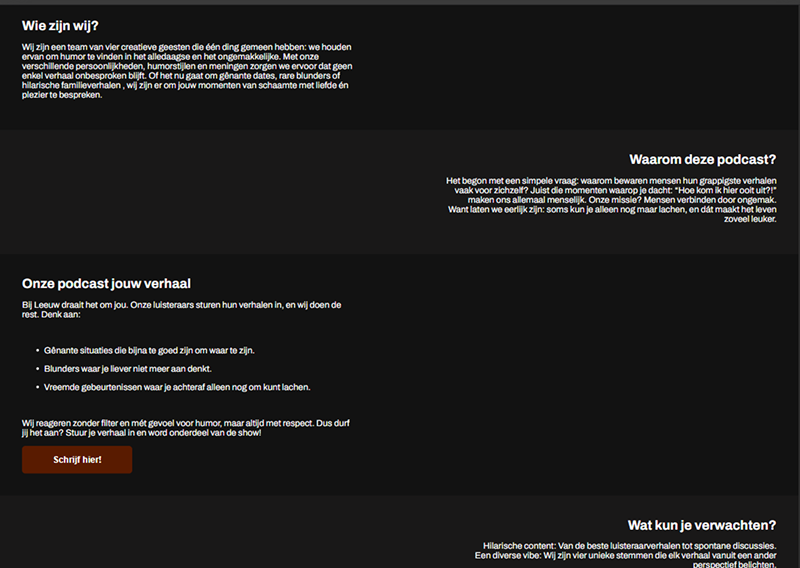 Wie zijn wij?
Wij zijn een team van vier creatieve geesten die één ding gemeen hebben: we houden
ervan om humor te vinden in het alledaagse en het ongemakkelijke. Met onze
verschillende persoonlijkheden, humorstijlen en meningen zorgen we ervoor dat geen
enkel verhaal onbesproken blijft. Of het nu gaat om gênante dates, rare blunders of
hilarische familieverhalen , wij zijn er om jouw momenten van schaamte met liefde én
plezier te bespreken.
Waarom deze podcast?
Het begon met een simpele vraag: waarom bewaren mensen hun grappigste verhalen
vaak voor zichzelf? Juist die momenten waarop je dacht: "Hoe kom ik hier ooit uit?!"
maken ons allemaal menselijk. Onze missie? Mensen verbinden door ongemak.
Want laten we eerlijk zijn: soms kun je alleen nog maar lachen, en dát maakt het leven
zoveel leuker.
Onze podcast jouw verhaal
Bij Leeuw draait het om jou. Onze luisteraars sturen hun verhalen in, en wij doen de
rest. Denk aan:
• Gênante situaties die bijna te goed zijn om waar te zijn.
• Blunders waar je liever niet meer aan denkt.
• Vreemde gebeurtenissen waar je achteraf alleen nog om kunt lachen.
Wij reageren zonder filter en mét gevoel voor humor, maar altijd met respect. Dus durf
jij het aan? Stuur je verhaal in en word onderdeel van de show!
Schrijf hier!
Wat kun je verwachten?
Hilarische content: Van de beste luisteraarverhalen tot spontane discussies.
Een diverse vibe: Wij zijn vier unieke stemmen die elk verhaal vanuit een ander
perspectief belichten.